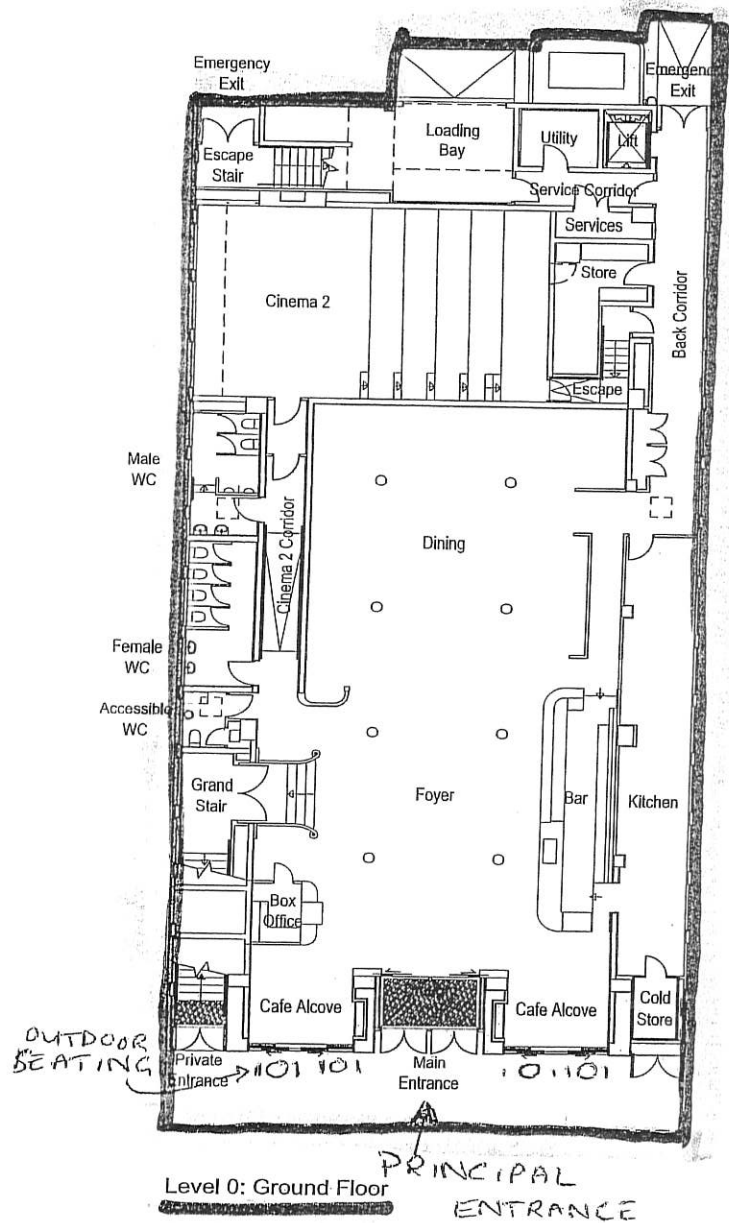 Emergency
Exit
Emergency
Exit
Loading
Bay
Utility
Lift
Escape
Stair
Service Corridor
Services
Store
Cinema 2
Back Corridor
Escape
Male
WC
Cinema 2 Corridor
Dining
Female
WC
Accessible
WC
Grand
Stair
Foyer
Bar
Kitchen
Box
Office
Cafe Alcove
Cafe Alcove
Cold
Store
OUTDOOR
SEATING
Private
Entrance
Main
Entrance
PRINCIPAL
ENTRANCE
Level 0: Ground Floor